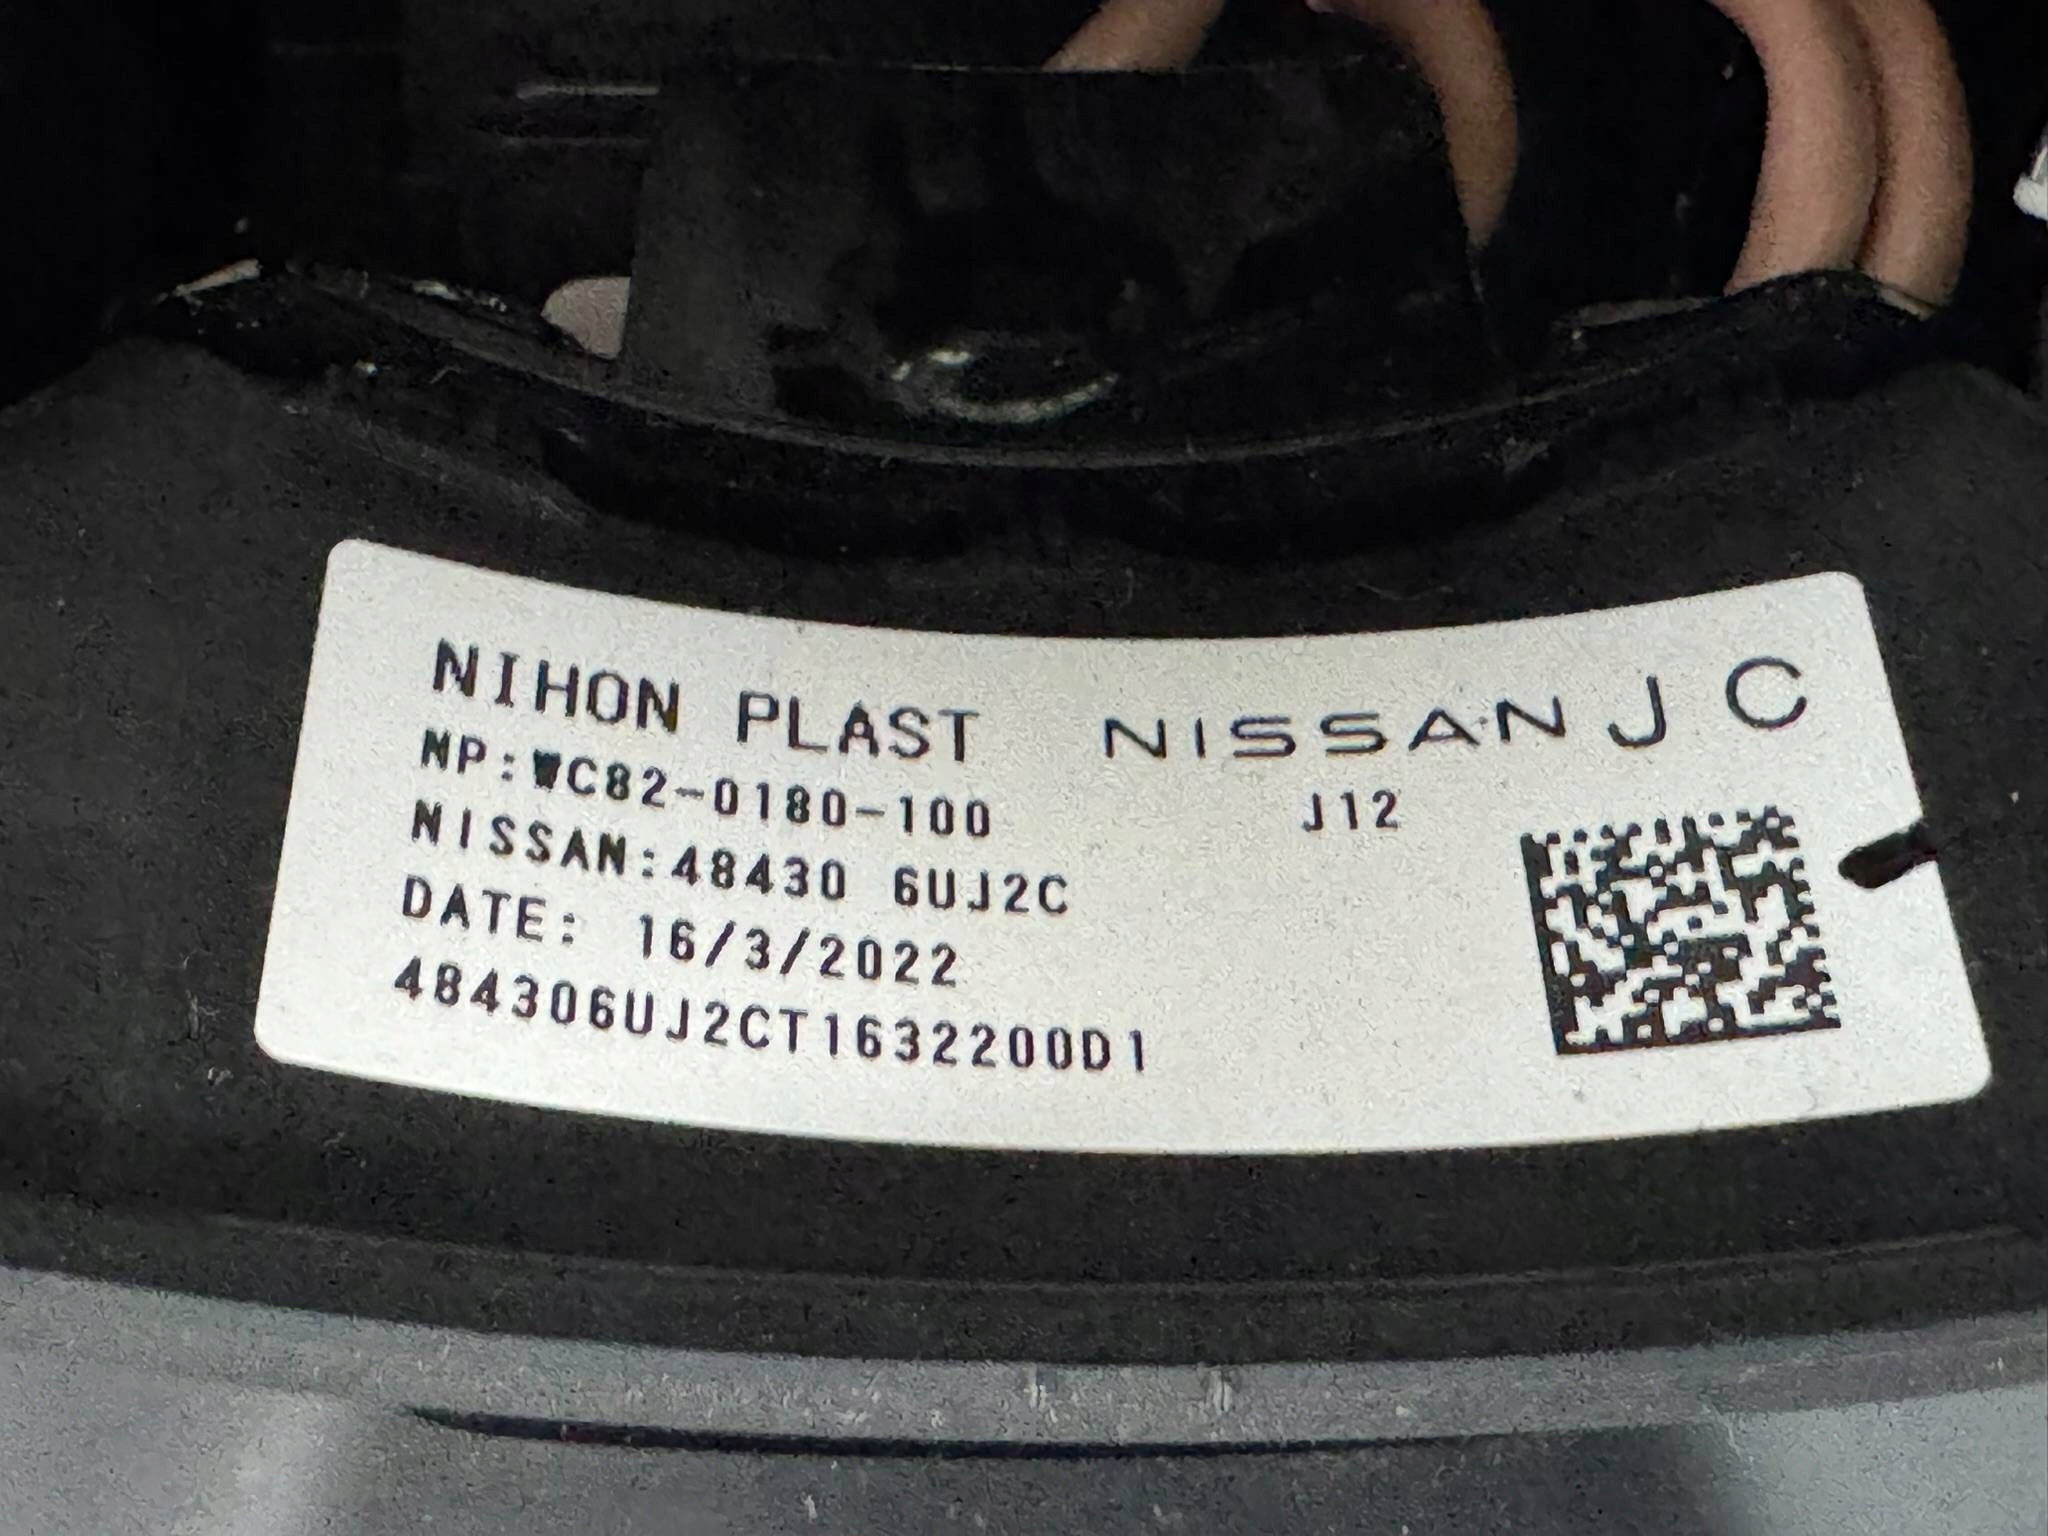 NIHON PLAST NISSAN J C
NP:WC82-0180-100 J12
NISSAN:48430 6UJ2C
DATE: 16/3/2022
484306UJ2CT1632200D1